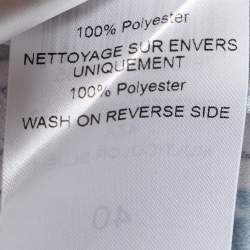 100% Polyester
NETTOYAGE SUR ENVERS
UNIQUEMENT
100% Polyester
WASH ON REVERSE SIDE
40